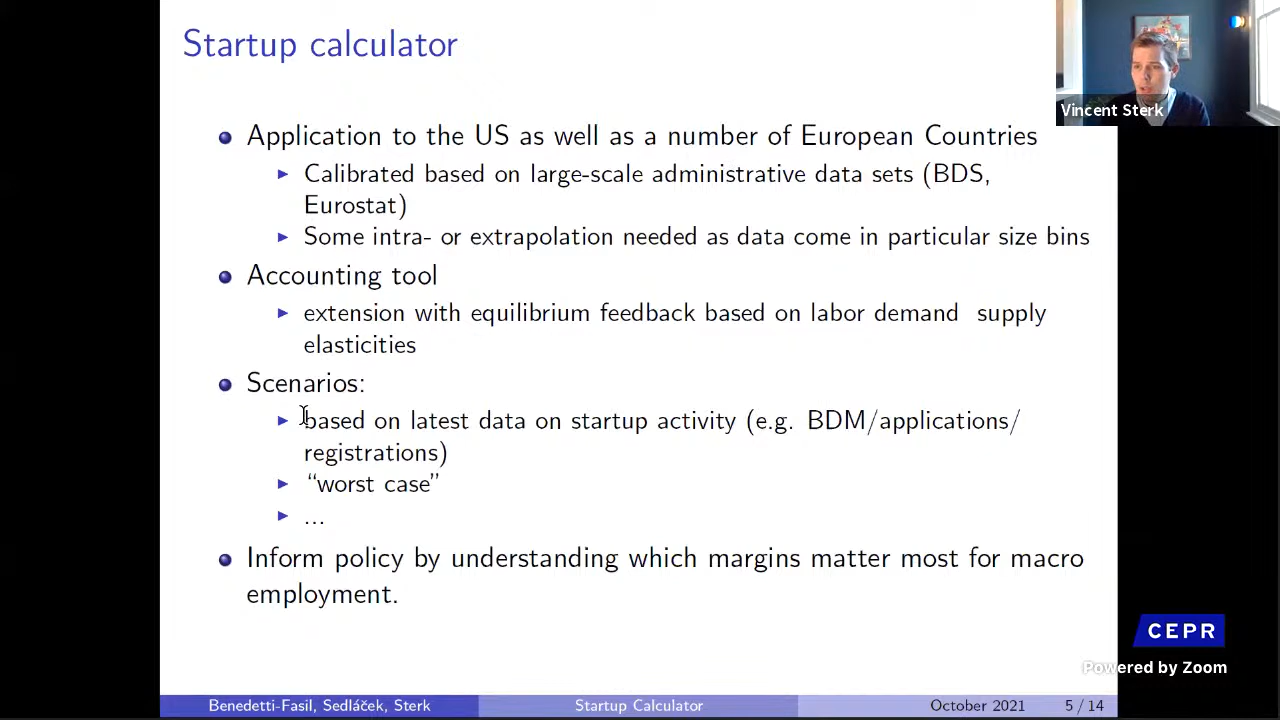 Startup calculator
Vincent Sterk
Application to the US as well as a number of European Countries
Calibrated based on large-scale administrative data sets (BDS,
Eurostat)
Some intra- or extrapolation needed as data come in particular size bins
Accounting tool
extension with equilibrium feedback based on labor demand supply
elasticities
Scenarios:
based on latest data on startup activity (e.g. BDM/applications/
registrations)
“worst case”
...
Inform policy by understanding which margins matter most for macro
employment.
CEPR
Powered by Zoom
Benedetti-Fasil, Sedláček, Sterk Startup Calculator October 2021 5 / 14